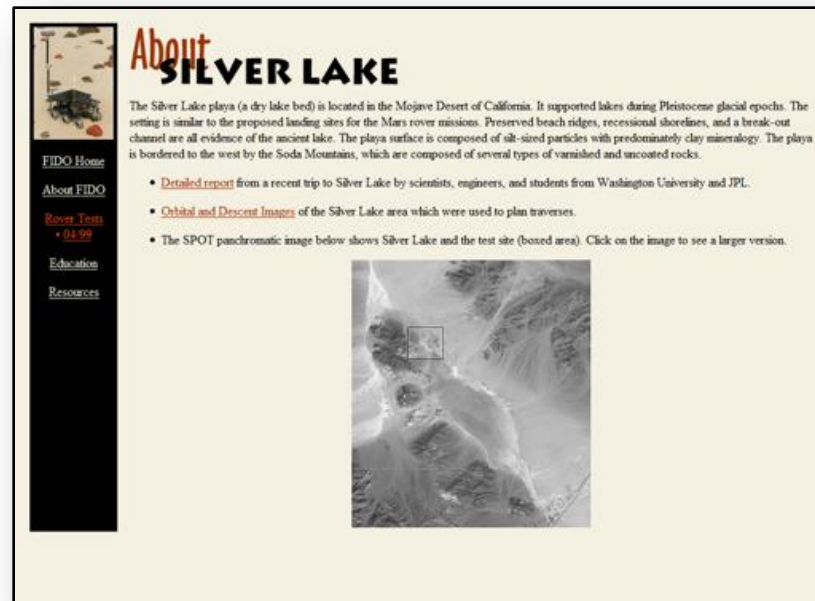 About
SILVER LAKE
The Silver Lake playa (a dry lake bed) is located in the Mojave Desert of California. It supported lakes during Pleistocene glacial epochs. The
setting is similar to the proposed landing sites for the Mars rover missions. Preserved beach ridges, recessional shorelines, and a break-out
channel are all evidence of the ancient lake. The playa surface is composed of silt-sized particles with predominately clay mineralogy. The playa
is bordered to the west by the Soda Mountains, which are composed of several types of varnished and uncoated rocks.
• Detailed report from a recent trip to Silver Lake by scientists, engineers, and students from Washington University and JPL.
• Orbital and Descent Images of the Silver Lake area which were used to plan traverses.
• The SPOT panchromatic image below shows Silver Lake and the test site (boxed area). Click on the image to see a larger version.
FIDO Home
About FIDO
Rover Tests
• 04/99
Education
Resources